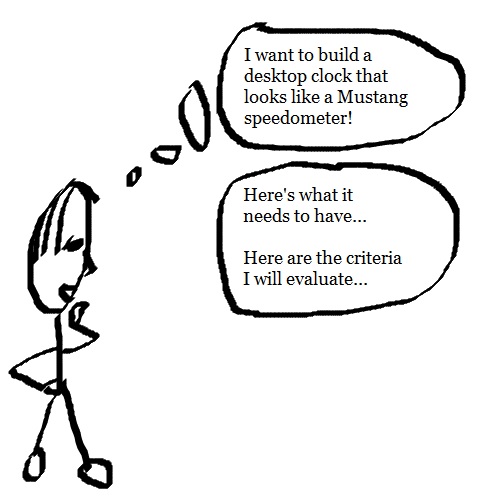 I want to build a
desktop clock that
looks like a Mustang
speedometer!
Here's what it
needs to have...
Here are the criteria
I will evaluate...